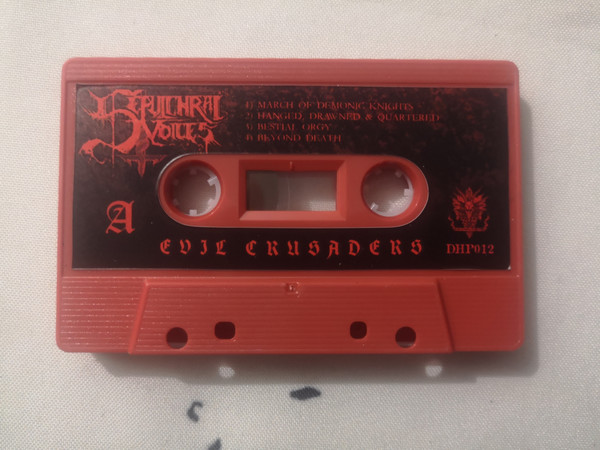 SEPULCHRAL
VOICES
1) MARCH OF DEMONIC KNIGHTS
2) HANGED, DRAWNED & QUARTERED
3) BESTIAL ORGY
4) BEYOND DEATH
A
EVIL CRUSADERS
DHP012